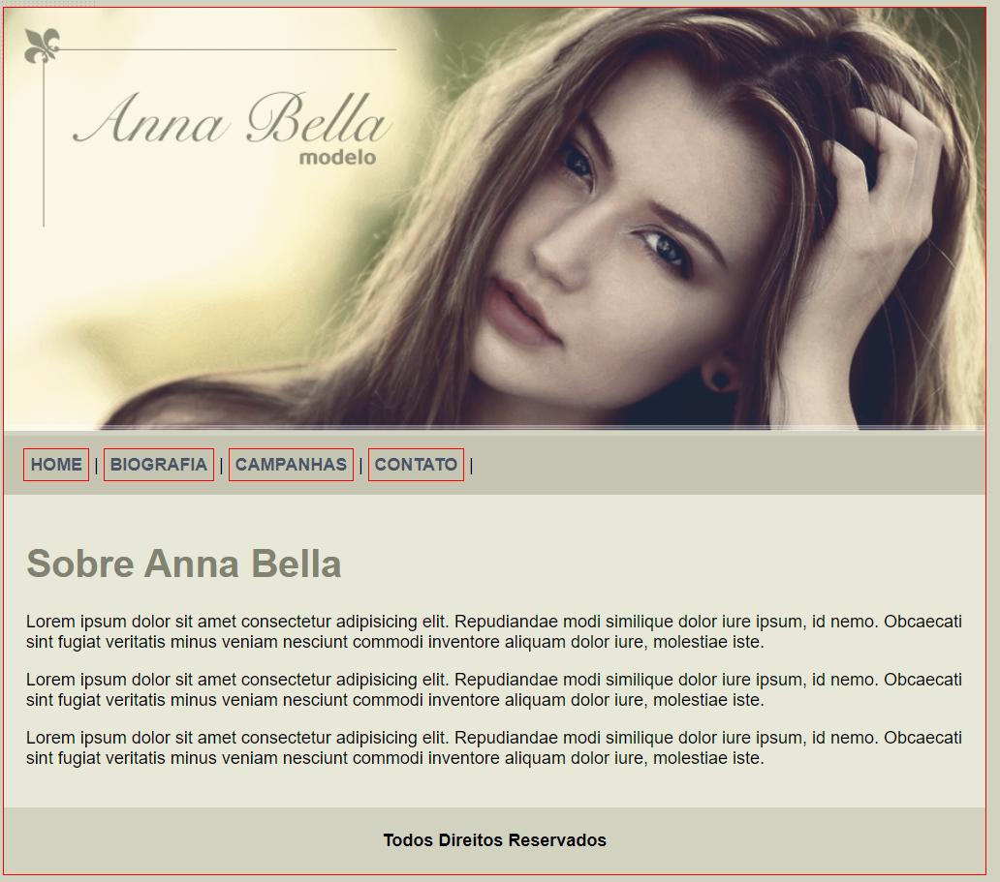 Anna Bella
modelo
HOME | BIOGRAFIA | CAMPANHAS | CONTATO |
Sobre Anna Bella
Lorem ipsum dolor sit amet consectetur adipisicing elit. Repudiandae modi similique dolor iure ipsum, id nemo. Obcaecati
sint fugiat veritatis minus veniam nesciunt commodi inventore aliquam dolor iure, molestiae iste.
Lorem ipsum dolor sit amet consectetur adipisicing elit. Repudiandae modi similique dolor iure ipsum, id nemo. Obcaecati
sint fugiat veritatis minus veniam nesciunt commodi inventore aliquam dolor iure, molestiae iste.
Lorem ipsum dolor sit amet consectetur adipisicing elit. Repudiandae modi similique dolor iure ipsum, id nemo. Obcaecati
sint fugiat veritatis minus veniam nesciunt commodi inventore aliquam dolor iure, molestiae iste.
Todos Direitos Reservados